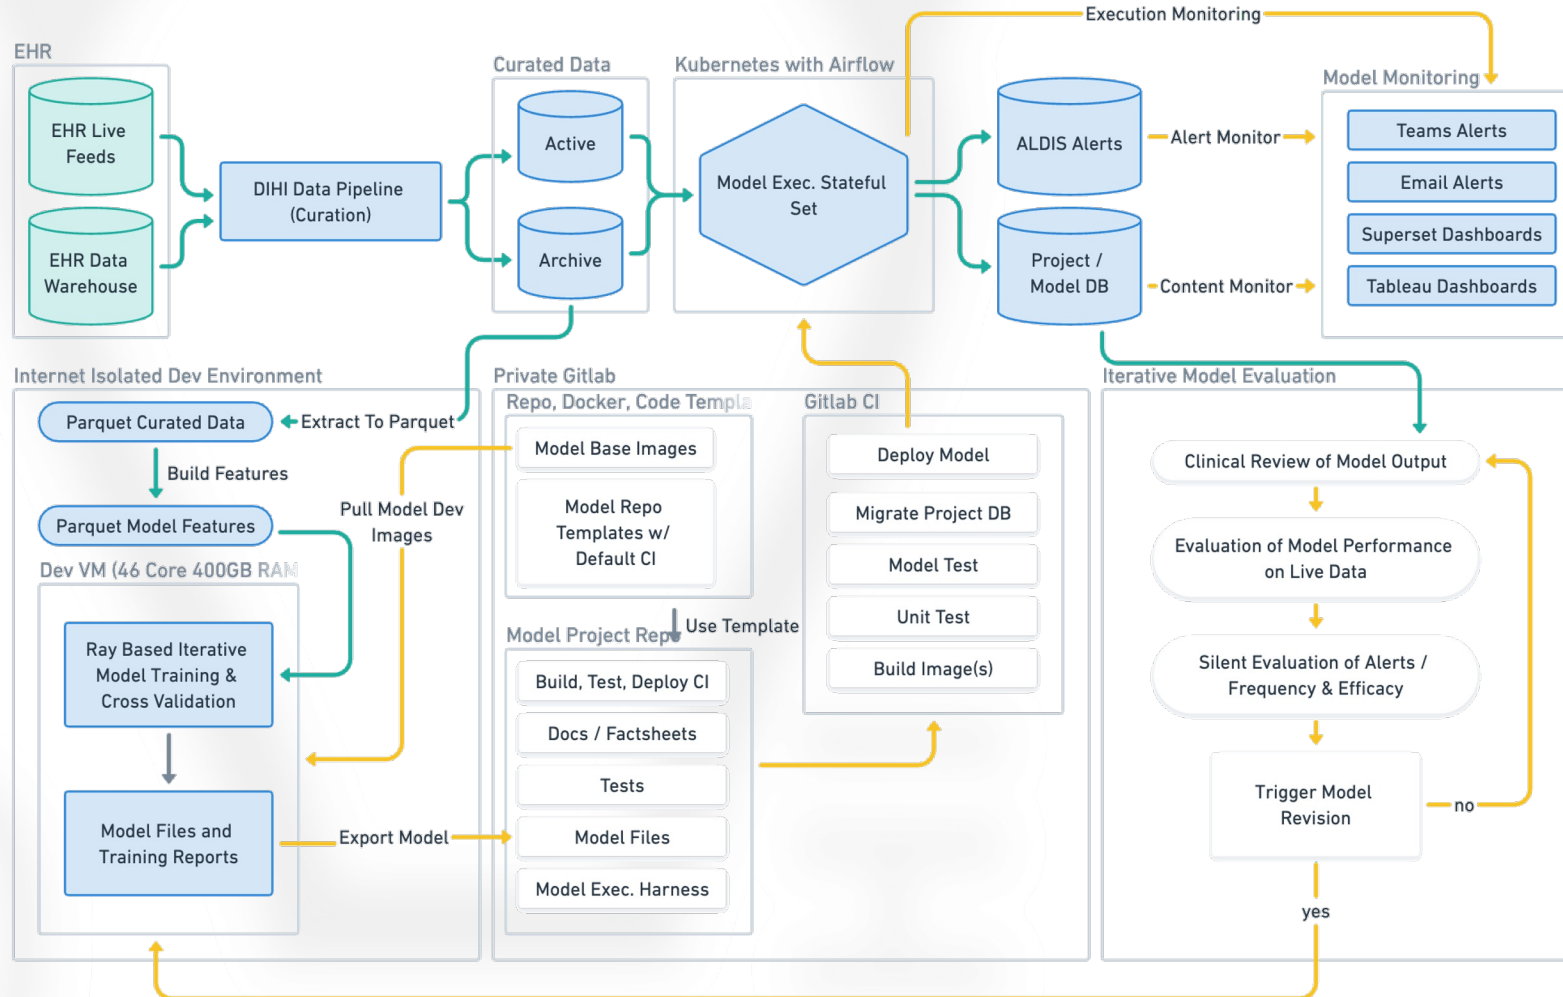 Execution Monitoring
EHR
EHR Live
Feeds
EHR Data
Warehouse
DIHI Data Pipeline
(Curation)
Curated Data
Active
Archive
Kubernetes with Airflow
Model Exec. Stateful
Set
ALDIS Alerts
Project /
Model DB
Alert Monitor
Content Monitor
Model Monitoring
Teams Alerts
Email Alerts
Superset Dashboards
Tableau Dashboards
Internet Isolated Dev Environment
Parquet Curated Data
Extract To Parquet
Build Features
Parquet Model Features
Pull Model Dev
Images
Dev VM (46 Core 400GB RAM
Ray Based Iterative
Model Training &
Cross Validation
Model Files and
Training Reports
Export Model
Private Gitlab
Repo, Docker, Code Templa
Model Base Images
Model Repo
Templates w/
Default CI
Use Template
Model Project Repo
Build, Test, Deploy CI
Docs / Factsheets
Tests
Model Files
Model Exec. Harness
Gitlab CI
Deploy Model
Migrate Project DB
Model Test
Unit Test
Build Image(s)
Iterative Model Evaluation
Clinical Review of Model Output
Evaluation of Model Performance
on Live Data
Silent Evaluation of Alerts /
Frequency & Efficacy
Trigger Model
Revision
no
yes